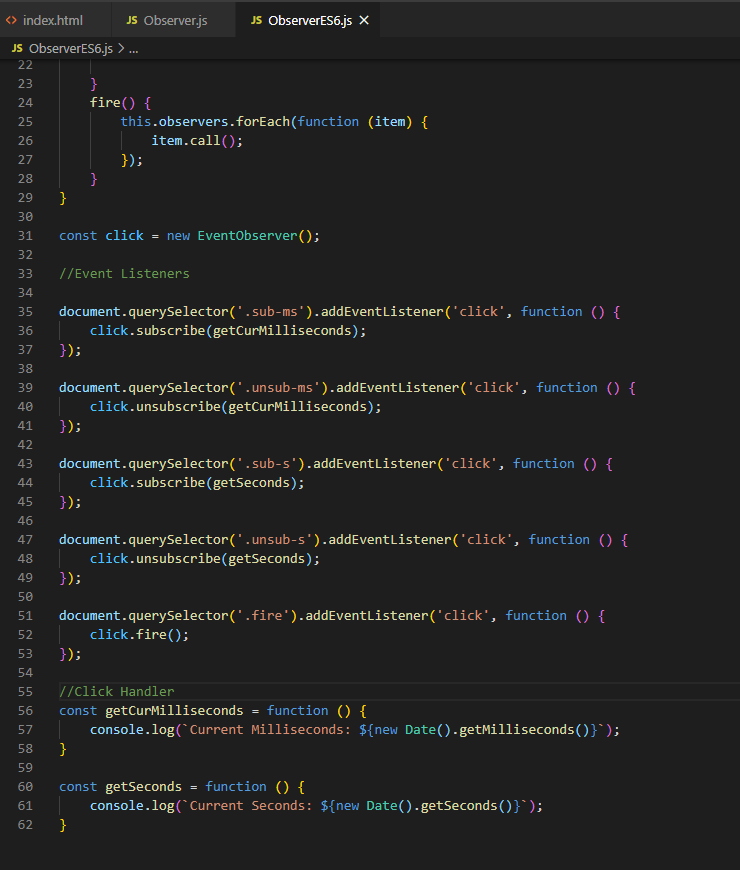 index.html JS Observer.js JS ObserverES6.js ×
JS ObserverES6.js > ...
22
23 }
24 fire() {
25 this.observers.forEach(function (item) {
26 item.call();
27 });
28 }
29 }
30
31 const click = new EventObserver();
32
33 //Event Listeners
34
35 document.querySelector('.sub-ms').addEventListener('click', function () {
36 click.subscribe(getCurMilliseconds);
37 });
38
39 document.querySelector('.unsub-ms').addEventListener('click', function () {
40 click.unsubscribe(getCurMilliseconds);
41 });
42
43 document.querySelector('.sub-s').addEventListener('click', function () {
44 click.subscribe(getSeconds);
45 });
46
47 document.querySelector('.unsub-s').addEventListener('click', function () {
48 click.unsubscribe(getSeconds);
49 });
50
51 document.querySelector('.fire').addEventListener('click', function () {
52 click.fire();
53 });
54
55 //Click Handler
56 const getCurMilliseconds = function () {
57 console.log(`Current Milliseconds: ${new Date().getMilliseconds()}`);
58 }
59
60 const getSeconds = function () {
61 console.log(`Current Seconds: ${new Date().getSeconds()}`);
62 }